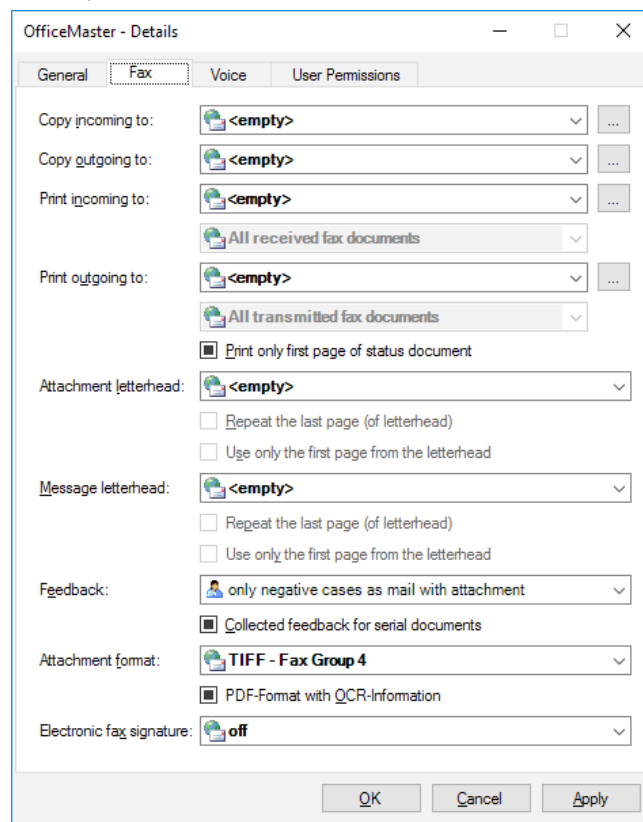 OfficeMaster - Details
General Fax Voice User Permissions
Copy incoming to: <empty> ...
Copy outgoing to: <empty> ...
Print incoming to: <empty> ...
All received fax documents
Print outgoing to: <empty> ...
All transmitted fax documents
Print only first page of status document
Attachment letterhead: <empty>
Repeat the last page (of letterhead)
Use only the first page from the letterhead
Message letterhead: <empty>
Repeat the last page (of letterhead)
Use only the first page from the letterhead
Feedback: only negative cases as mail with attachment
Collected feedback for serial documents
Attachment format: TIFF - Fax Group 4
PDF-Format with OCR-Information
Electronic fax signature: off
OK Cancel Apply